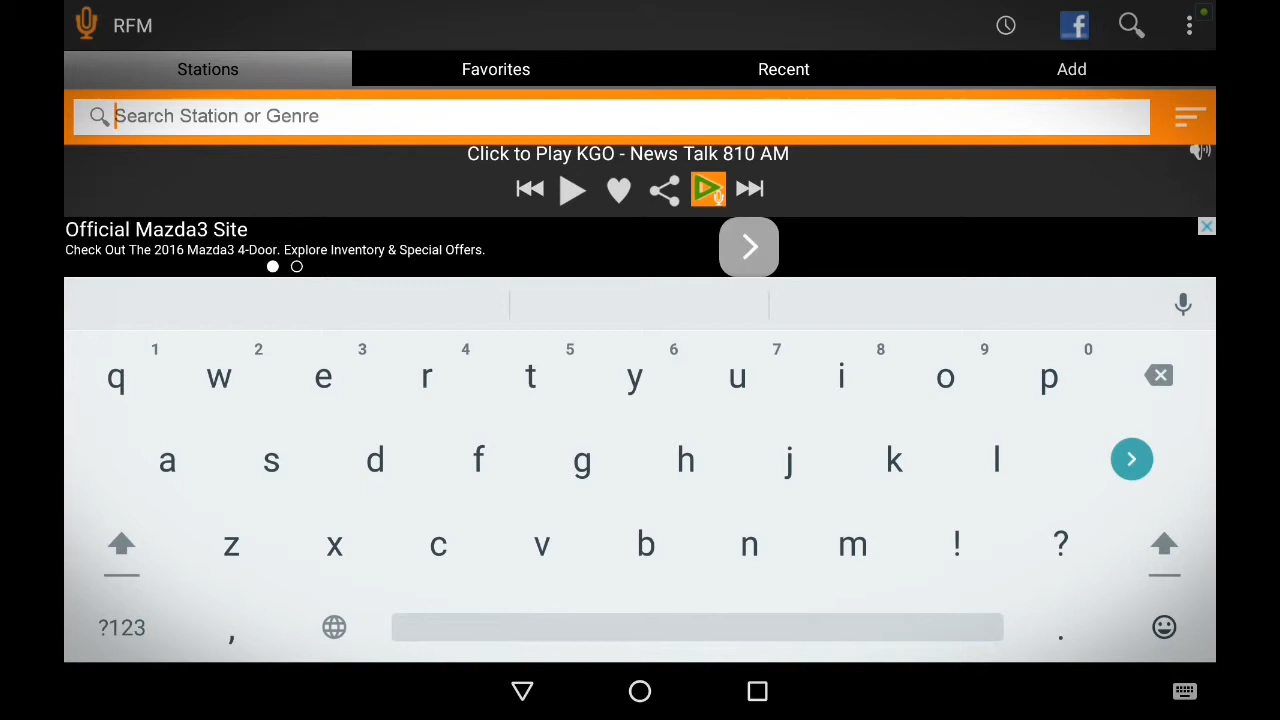 RFM
Stations Favorites Recent Add
Search Station or Genre
Click to Play KGO - News Talk 810 AM
Official Mazda3 Site
Check Out The 2016 Mazda3 4-Door. Explore Inventory & Special Offers.
1 2 3 4 5 6 7 8 9 0
q w e r t y u i o p
a s d f g h j k l
z x c v b n m ! ?
?123 , .